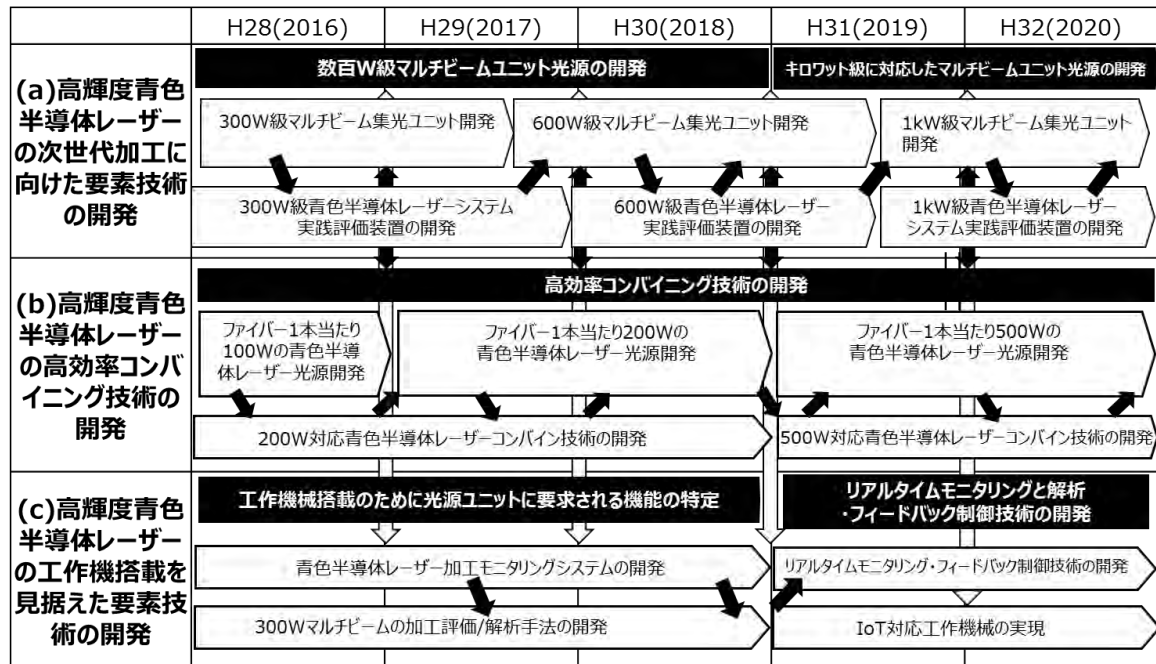 H28(2016)
H29(2017)
H30(2018)
H31(2019)
H32(2020)
(a)高輝度青色
半導体レーザー
の次世代加工に
向けた要素技術
の開発
数百W級マルチビームユニット光源の開発
キロワット級に対応したマルチビームユニット光源の開発
300W級マルチビーム集光ユニット開発
600W級マルチビーム集光ユニット開発
1kW級マルチビーム集光ユニット
開発
300W級青色半導体レーザーシステム
実践評価装置の開発
600W級青色半導体レーザー
実践評価装置の開発
1kW級青色半導体レーザー
システム実践評価装置の開発
(b)高輝度青色
半導体レーザー
の高効率コンバ
イニング技術の
開発
高効率コンバイニング技術の開発
ファイバー1本当たり
100Wの青色半導
体レーザー光源開発
ファイバー1本当たり200Wの
青色半導体レーザー光源開発
ファイバー1本当たり500Wの
青色半導体レーザー光源開発
200W対応青色半導体レーザーコンバイン技術の開発
500W対応青色半導体レーザーコンバイン技術の開発
(c)高輝度青色
半導体レーザー
の工作機搭載を
見据えた要素技
術の開発
工作機械搭載のために光源ユニットに要求される機能の特定
リアルタイムモニタリングと解析
・フィードバック制御技術の開発
青色半導体レーザー加工モニタリングシステムの開発
リアルタイムモニタリング・フィードバック制御技術の開発
300Wマルチビームの加工評価/解析手法の開発
IoT対応工作機械の実現